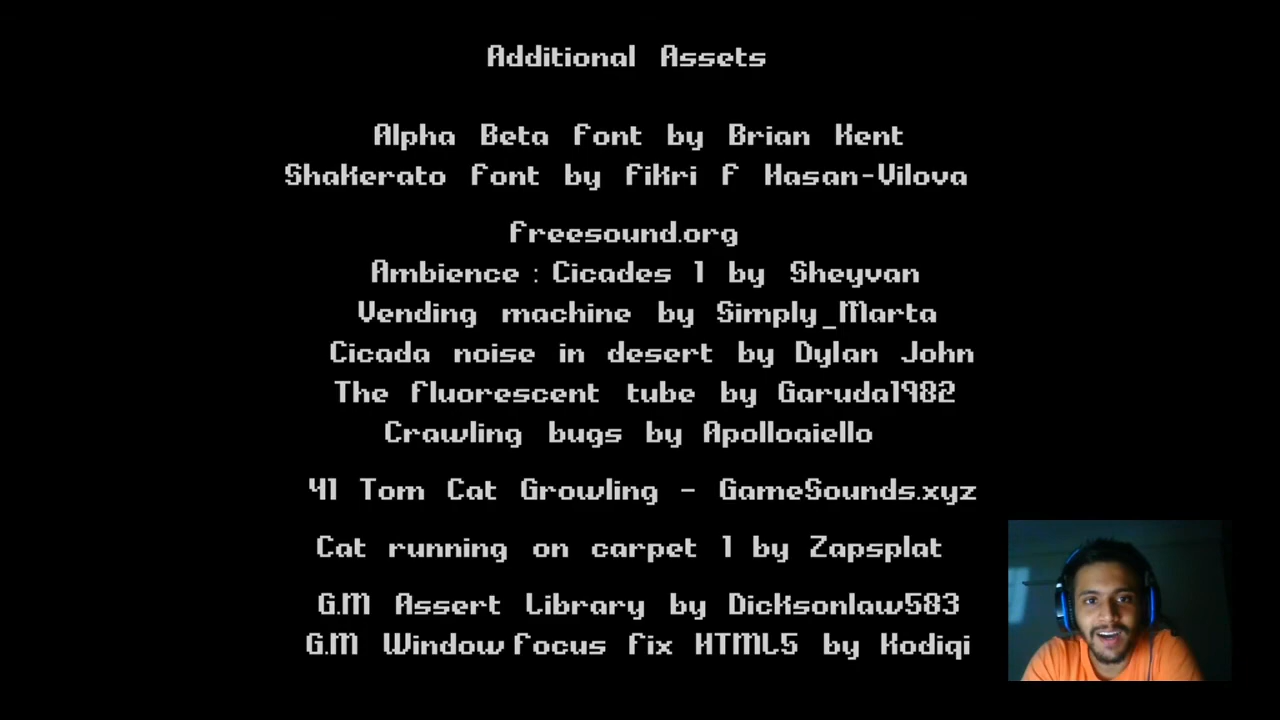 Additional Assets
Alpha Beta font by Brian Kent
Shakerato font by fikri f Hasan-Vilova
freesound.org
Ambience : Cicades 1 by Sheyvan
Vending machine by Simply_Marta
Cicada noise in desert by Dylan John
The fluorescent tube by Garuda1982
Crawling bugs by Apolloaiello
41 Tom Cat Growling - GameSounds.xyz
Cat running on carpet 1 by Zapsplat
G.M Assert Library by Dicksonlaw583
G.M Window focus fix HTML5 by Kodiqi